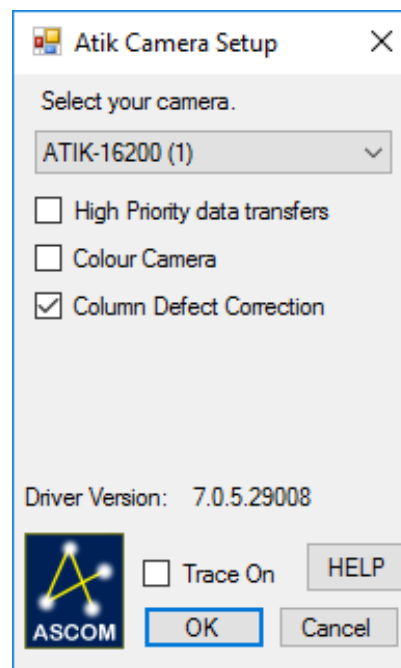 Atik Camera Setup
Select your camera.
ATIK-16200 (1)
High Priority data transfers
Colour Camera
Column Defect Correction
Driver Version: 7.0.5.29008
Trace On
HELP
ASCOM
OK
Cancel